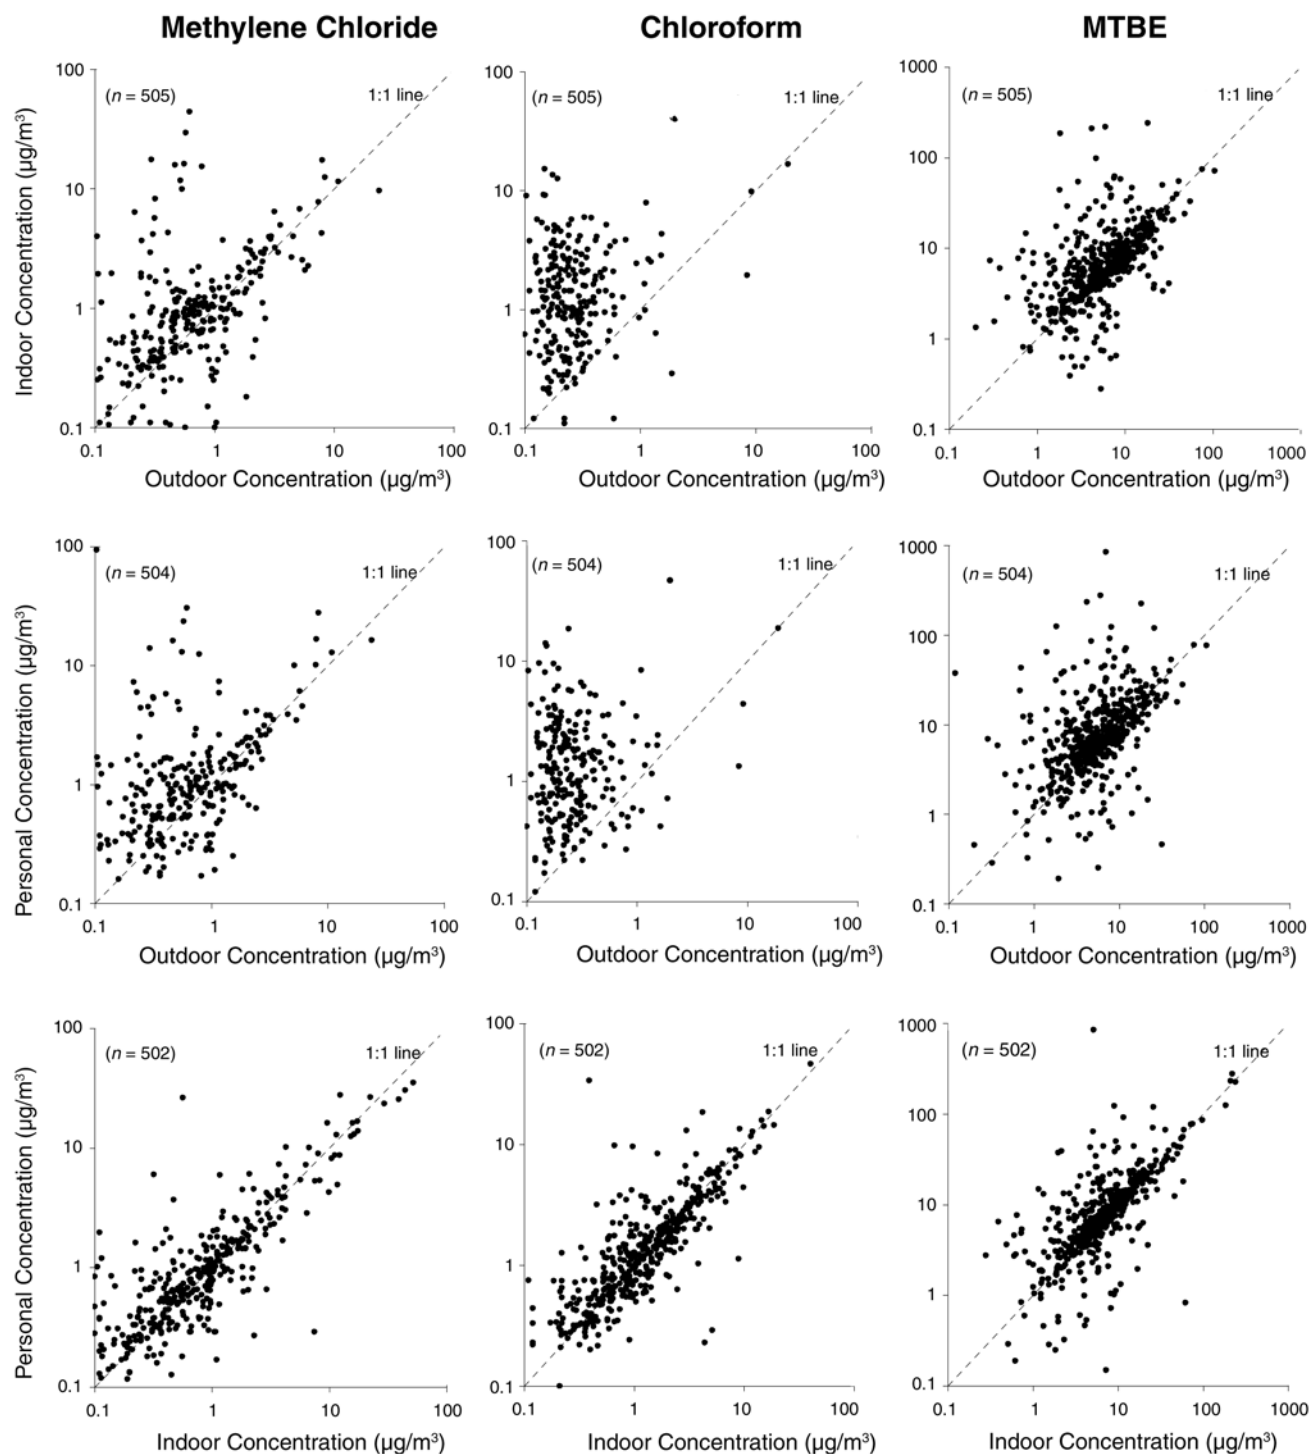 Methylene Chloride Chloroform MTBE
100 100 1000
(n = 505) 1:1 line (n = 505) 1:1 line (n = 505) 1:1 line
Indoor Concentration (µg/m³)
100
10 10
10
1 1
1
0.1 0.1 0.1
0.1 1 10 100 0.1 1 10 100 0.1 1 10 100 1000
Outdoor Concentration (µg/m³) Outdoor Concentration (µg/m³) Outdoor Concentration (µg/m³)
100 100 1000
(n = 504) 1:1 line (n = 504) 1:1 line (n = 504) 1:1 line
Personal Concentration (µg/m³)
100
10 10
10
1 1
1
0.1 0.1 0.1
0.1 1 10 100 0.1 1 10 100 0.1 1 10 100 1000
Outdoor Concentration (µg/m³) Outdoor Concentration (µg/m³) Outdoor Concentration (µg/m³)
100 100 1000
(n = 502) 1:1 line (n = 502) 1:1 line (n = 502) 1:1 line
Personal Concentration (µg/m³)
100
10 10
10
1 1
1
0.1 0.1 0.1
0.1 1 10 100 0.1 1 10 100 0.1 1 10 100 1000
Indoor Concentration (µg/m³) Indoor Concentration (µg/m³) Indoor Concentration (µg/m³)